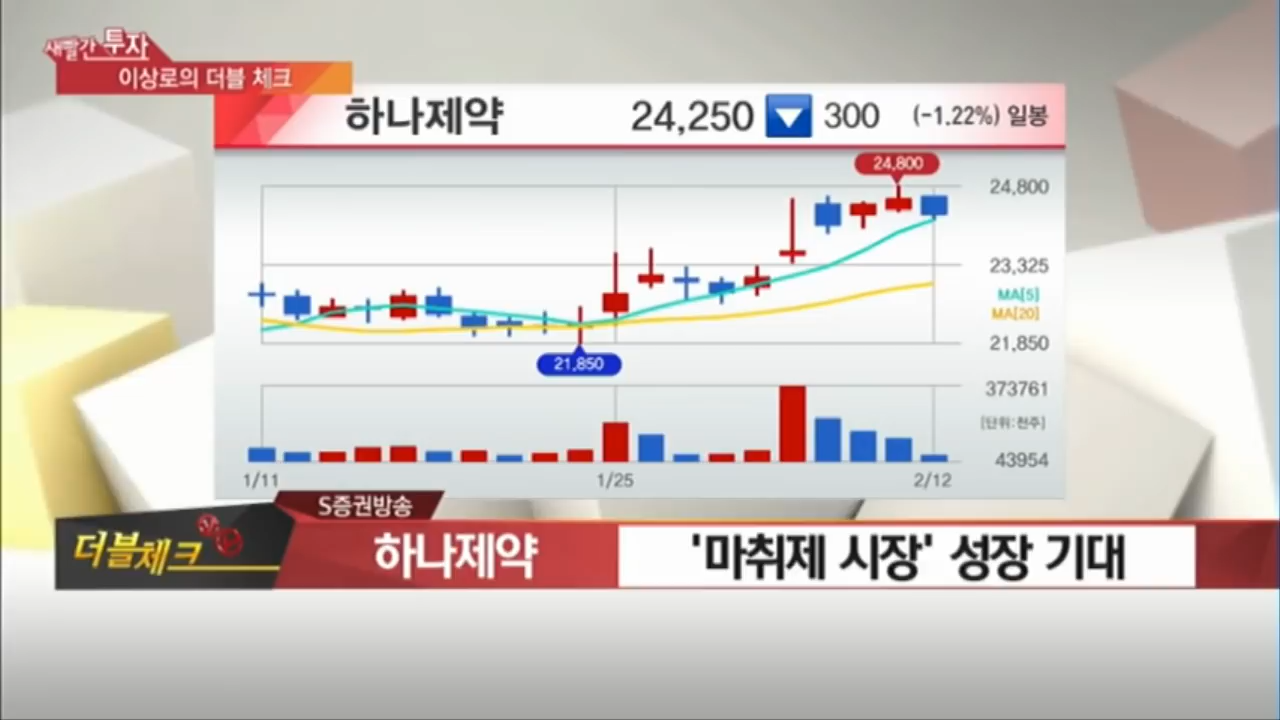 새빨간 투자
이상로의 더블 체크
하나제약 24,250 ▼ 300 (-1.22%) 일봉
24,800
24,800
23,325
MA[5]
MA[20]
21,850
21,850
373761
[단위:천주]
43954
1/11 1/25 2/12
S증권방송
더블체크
하나제약 '마취제 시장' 성장 기대